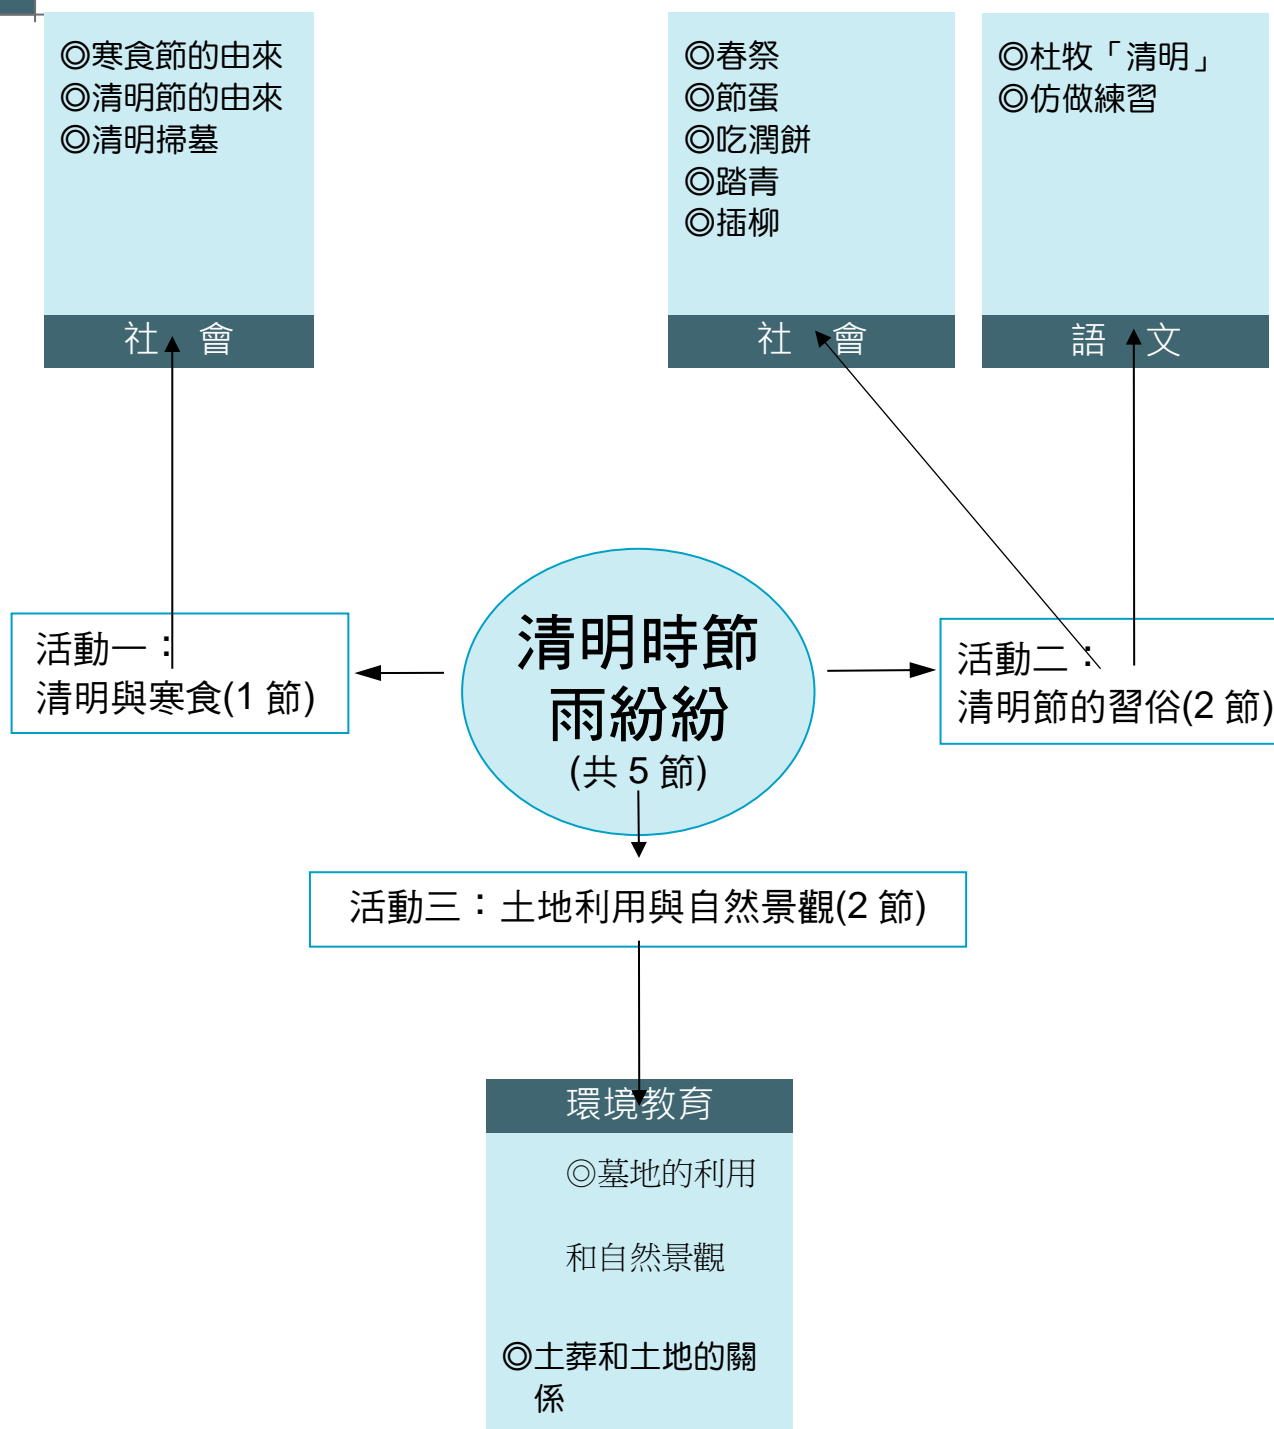 ◎寒食節的由來
◎清明節的由來
◎清明掃墓
社 會
◎春祭
◎節蛋
◎吃潤餅
◎踏青
◎插柳
社 會
◎杜牧「清明」
◎仿做練習
語 文
活動一：
清明與寒食(1 節)
清明時節
雨紛紛
(共 5 節)
活動二：
清明節的習俗(2 節)
活動三：土地利用與自然景觀(2 節)
環境教育
◎墓地的利用
和自然景觀
◎土葬和土地的關
係